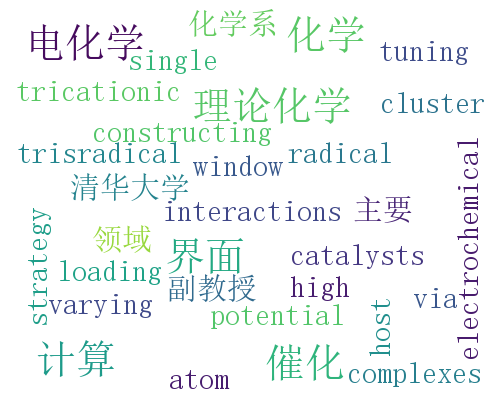 化学系
化学
电化学
single
tuning
tricationic
理论化学
cluster
constructing
trisradical
window
radical
清华大学
interactions
主要
electrochemical
领域
界面
catalysts
strategy
loading
副教授
high
via
varying
potential
host
计算
催化
atom
complexes